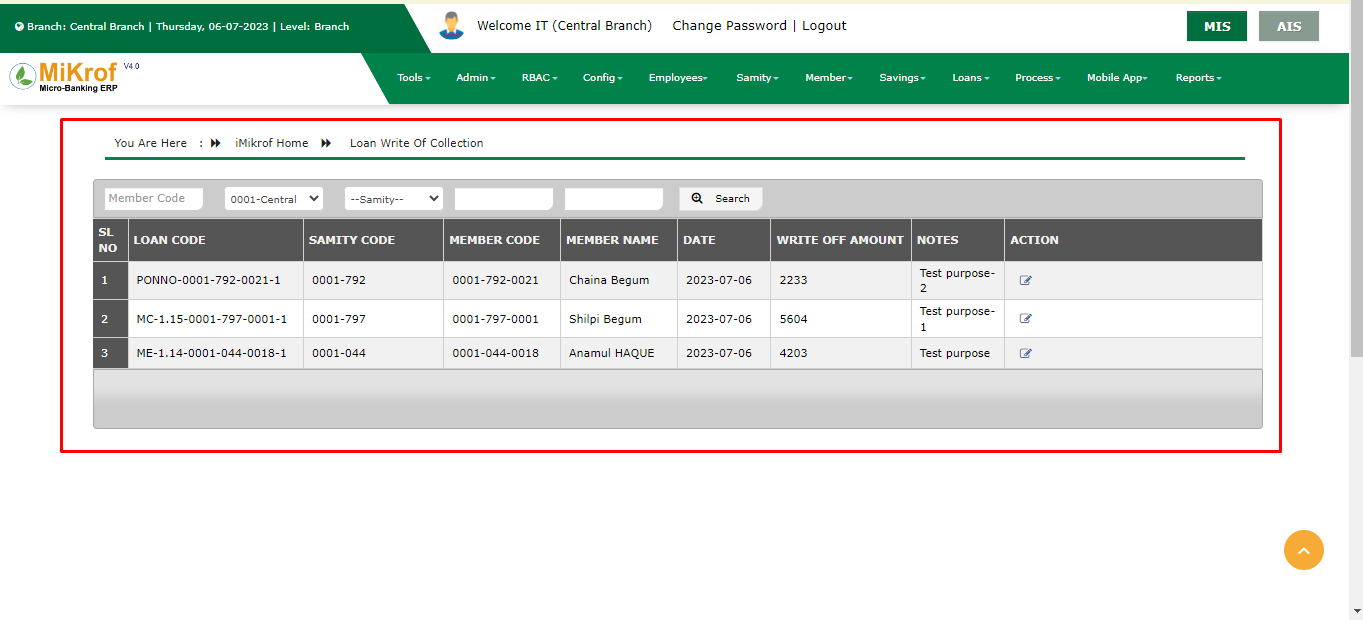 Branch: Central Branch | Thursday, 06-07-2023 | Level: Branch
Welcome IT (Central Branch) Change Password | Logout
MIS AIS
MiKrof V4.0
Micro-Banking ERP
Tools Admin RBAC Config Employees Samity Member Savings Loans Process Mobile App Reports
You Are Here : iMikrof Home Loan Write Of Collection
Member Code 0001-Central --Samity-- Search
SL NO LOAN CODE SAMITY CODE MEMBER CODE MEMBER NAME DATE WRITE OFF AMOUNT NOTES ACTION
1 PONNO-0001-792-0021-1 0001-792 0001-792-0021 Chaina Begum 2023-07-06 2233 Test purpose-2
2 MC-1.15-0001-797-0001-1 0001-797 0001-797-0001 Shilpi Begum 2023-07-06 5604 Test purpose-1
3 ME-1.14-0001-044-0018-1 0001-044 0001-044-0018 Anamul HAQUE 2023-07-06 4203 Test purpose